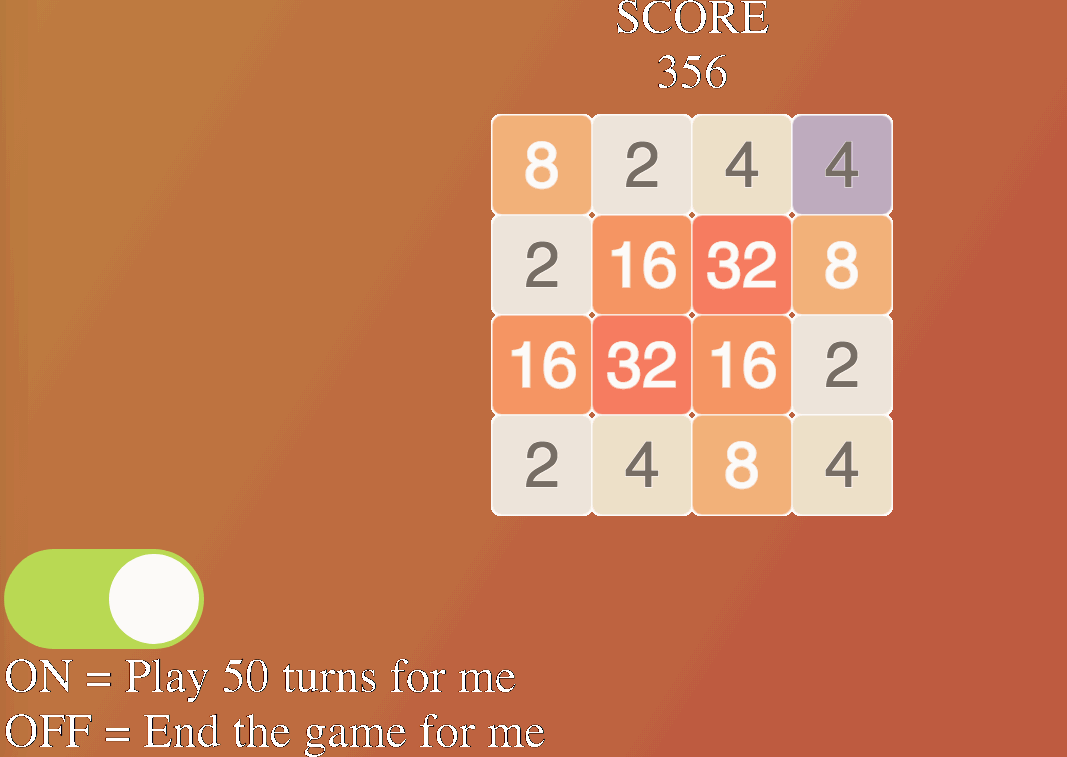 SCORE
356
8 2 4 4
2 16 32 8
16 32 16 2
2 4 8 4
ON = Play 50 turns for me
OFF = End the game for me